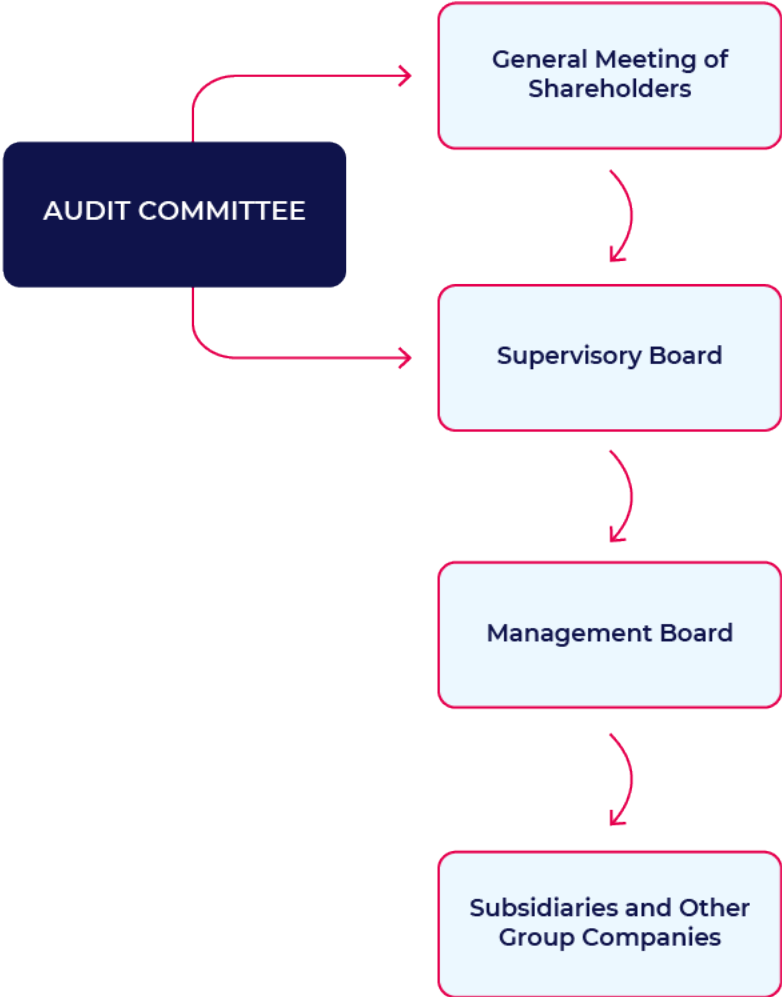 General Meeting of
Shareholders
AUDIT COMMITTEE
Supervisory Board
Management Board
Subsidiaries and Other
Group Companies